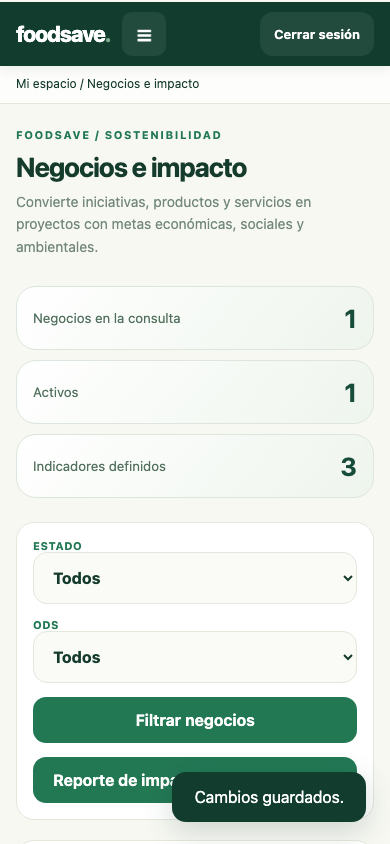 foodsave.
Cerrar sesión
Mi espacio / Negocios e impacto
FOODSAVE / SOSTENIBILIDAD
Negocios e impacto
Convierte iniciativas, productos y servicios en
proyectos con metas económicas, sociales y
ambientales.
Negocios en la consulta
1
Activos
1
Indicadores definidos
3
ESTADO
Todos
ODS
Todos
Filtrar negocios
Reporte de
Cambios guardados.